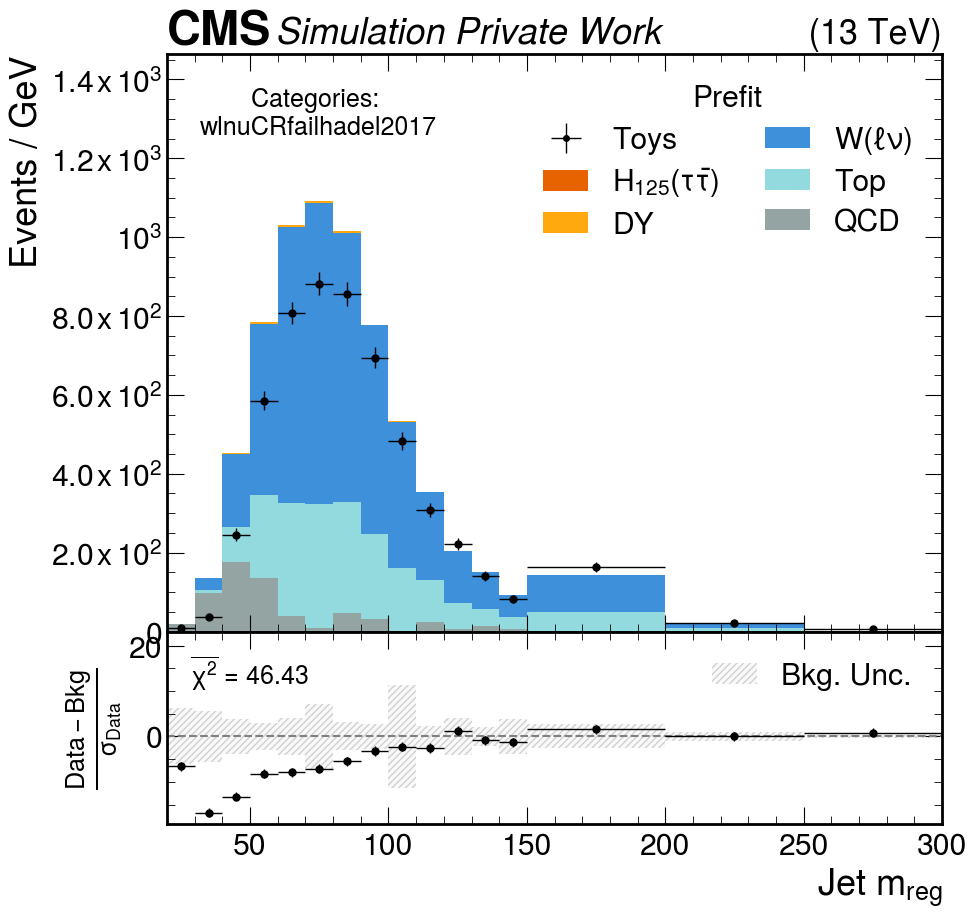 CMS Simulation Private Work (13 TeV)
Events / GeV
1.4 x 10³
1.2 x 10³
10³
8.0 x 10²
6.0 x 10²
4.0 x 10²
2.0 x 10²
0
Categories:
wlnuCRfailhadel2017
Prefit
Toys
H₁₂₅(ττ̄)
DY
W(ℓν)
Top
QCD
20
0
Data – Bkg
σData
χ² = 46.43
Bkg. Unc.
50 100 150 200 250 300
Jet mreg